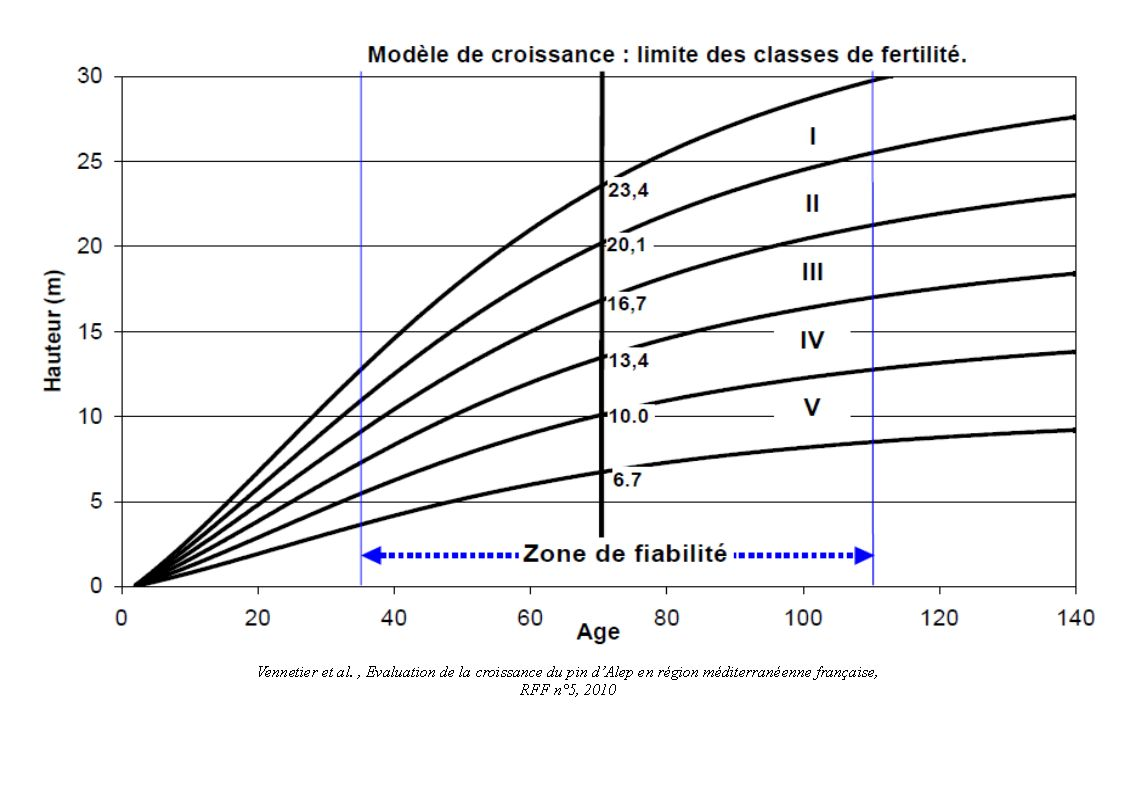 Modèle de croissance : limite des classes de fertilité.
30
25
20
15
10
5
0
Hauteur (m)
I
II
III
IV
V
23,4
20,1
16,7
13,4
10.0
6.7
Zone de fiabilité
0 20 40 60 80 100 120 140
Age
Vennetier et al. , Evaluation de la croissance du pin d'Alep en région méditerranéenne française,
RFF n°5, 2010